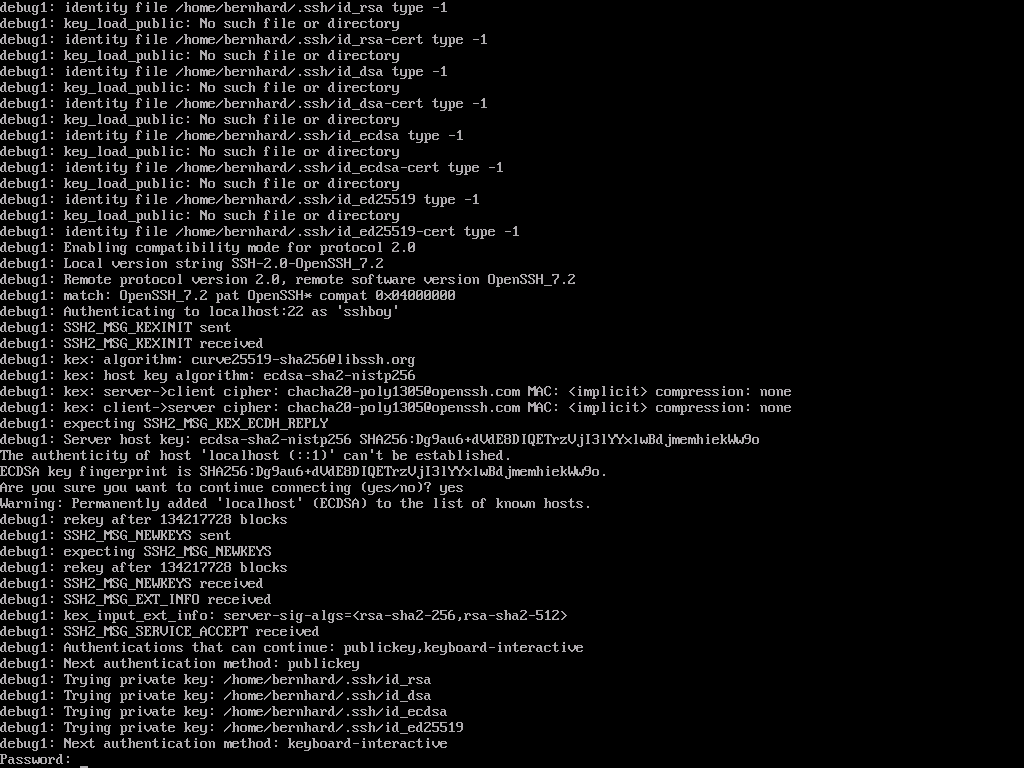 debug1: identity file /home/bernhard/.ssh/id_rsa type -1
debug1: key_load_public: No such file or directory
debug1: identity file /home/bernhard/.ssh/id_rsa-cert type -1
debug1: key_load_public: No such file or directory
debug1: identity file /home/bernhard/.ssh/id_dsa type -1
debug1: key_load_public: No such file or directory
debug1: identity file /home/bernhard/.ssh/id_dsa-cert type -1
debug1: key_load_public: No such file or directory
debug1: identity file /home/bernhard/.ssh/id_ecdsa type -1
debug1: key_load_public: No such file or directory
debug1: identity file /home/bernhard/.ssh/id_ecdsa-cert type -1
debug1: key_load_public: No such file or directory
debug1: identity file /home/bernhard/.ssh/id_ed25519 type -1
debug1: key_load_public: No such file or directory
debug1: identity file /home/bernhard/.ssh/id_ed25519-cert type -1
debug1: Enabling compatibility mode for protocol 2.0
debug1: Local version string SSH-2.0-OpenSSH_7.2
debug1: Remote protocol version 2.0, remote software version OpenSSH_7.2
debug1: match: OpenSSH_7.2 pat OpenSSH* compat 0x04000000
debug1: Authenticating to localhost:22 as 'sshboy'
debug1: SSH2_MSG_KEXINIT sent
debug1: SSH2_MSG_KEXINIT received
debug1: kex: algorithm: curve25519-sha256@libssh.org
debug1: kex: host key algorithm: ecdsa-sha2-nistp256
debug1: kex: server->client cipher: chacha20-poly1305@openssh.com MAC: <implicit> compression: none
debug1: kex: client->server cipher: chacha20-poly1305@openssh.com MAC: <implicit> compression: none
debug1: expecting SSH2_MSG_KEX_ECDH_REPLY
debug1: Server host key: ecdsa-sha2-nistp256 SHA256:Dg9au6+dVdE8DIQETrzVjI3lYYxlwBdjmemhiekWw9o
The authenticity of host 'localhost (::1)' can't be established.
ECDSA key fingerprint is SHA256:Dg9au6+dVdE8DIQETrzVjI3lYYxlwBdjmemhiekWw9o.
Are you sure you want to continue connecting (yes/no)? yes
Warning: Permanently added 'localhost' (ECDSA) to the list of known hosts.
debug1: rekey after 134217728 blocks
debug1: SSH2_MSG_NEWKEYS sent
debug1: expecting SSH2_MSG_NEWKEYS
debug1: rekey after 134217728 blocks
debug1: SSH2_MSG_NEWKEYS received
debug1: SSH2_MSG_EXT_INFO received
debug1: kex_input_ext_info: server-sig-algs=<rsa-sha2-256,rsa-sha2-512>
debug1: SSH2_MSG_SERVICE_ACCEPT received
debug1: Authentications that can continue: publickey,keyboard-interactive
debug1: Next authentication method: publickey
debug1: Trying private key: /home/bernhard/.ssh/id_rsa
debug1: Trying private key: /home/bernhard/.ssh/id_dsa
debug1: Trying private key: /home/bernhard/.ssh/id_ecdsa
debug1: Trying private key: /home/bernhard/.ssh/id_ed25519
debug1: Next authentication method: keyboard-interactive
Password: _